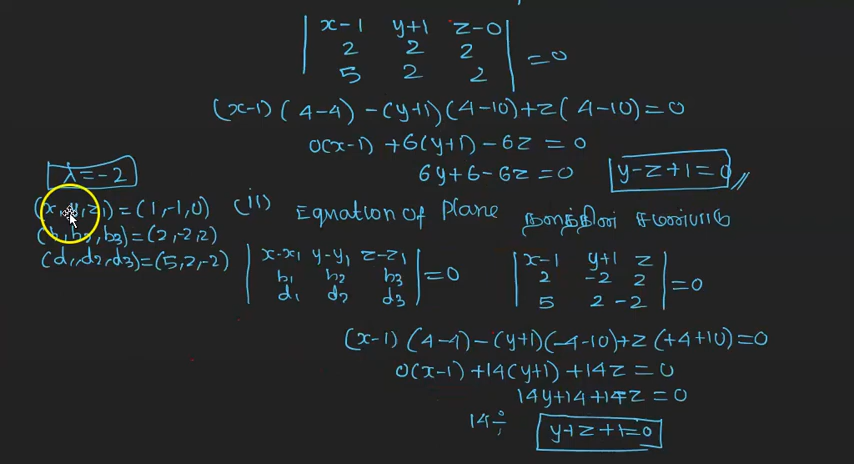 | x-1 y+1 z-0 |
| 2 2 2 | = 0
| 5 2 2 |
(x-1)(4-4) -(y+1)(4-10)+z(4-10)=0
0(x-1) +6(y+1)-6z = 0
6y+6-6z=0 y-z+1=0 //
λ=-2
(x₁,y₁,z₁)=(1,-1,0) (ii) Equation of Plane தளத்தின் சமன்பாடு
(b₁,b₂,b₃)=(2,-2,2)
(d₁,d₂,d₃)=(5,2,-2)
| x-x₁ y-y₁ z-z₁ | | x-1 y+1 z |
| b₁ b₂ b₃ | =0 | 2 -2 2 | =0
| d₁ d₂ d₃ | | 5 2 -2 |
(x-1)(4-4)-(y+1)(-4-10)+z(+4+10)=0
0(x-1)+14(y+1)+14z=0
14y+14+14z=0
14÷ y+z+1=0